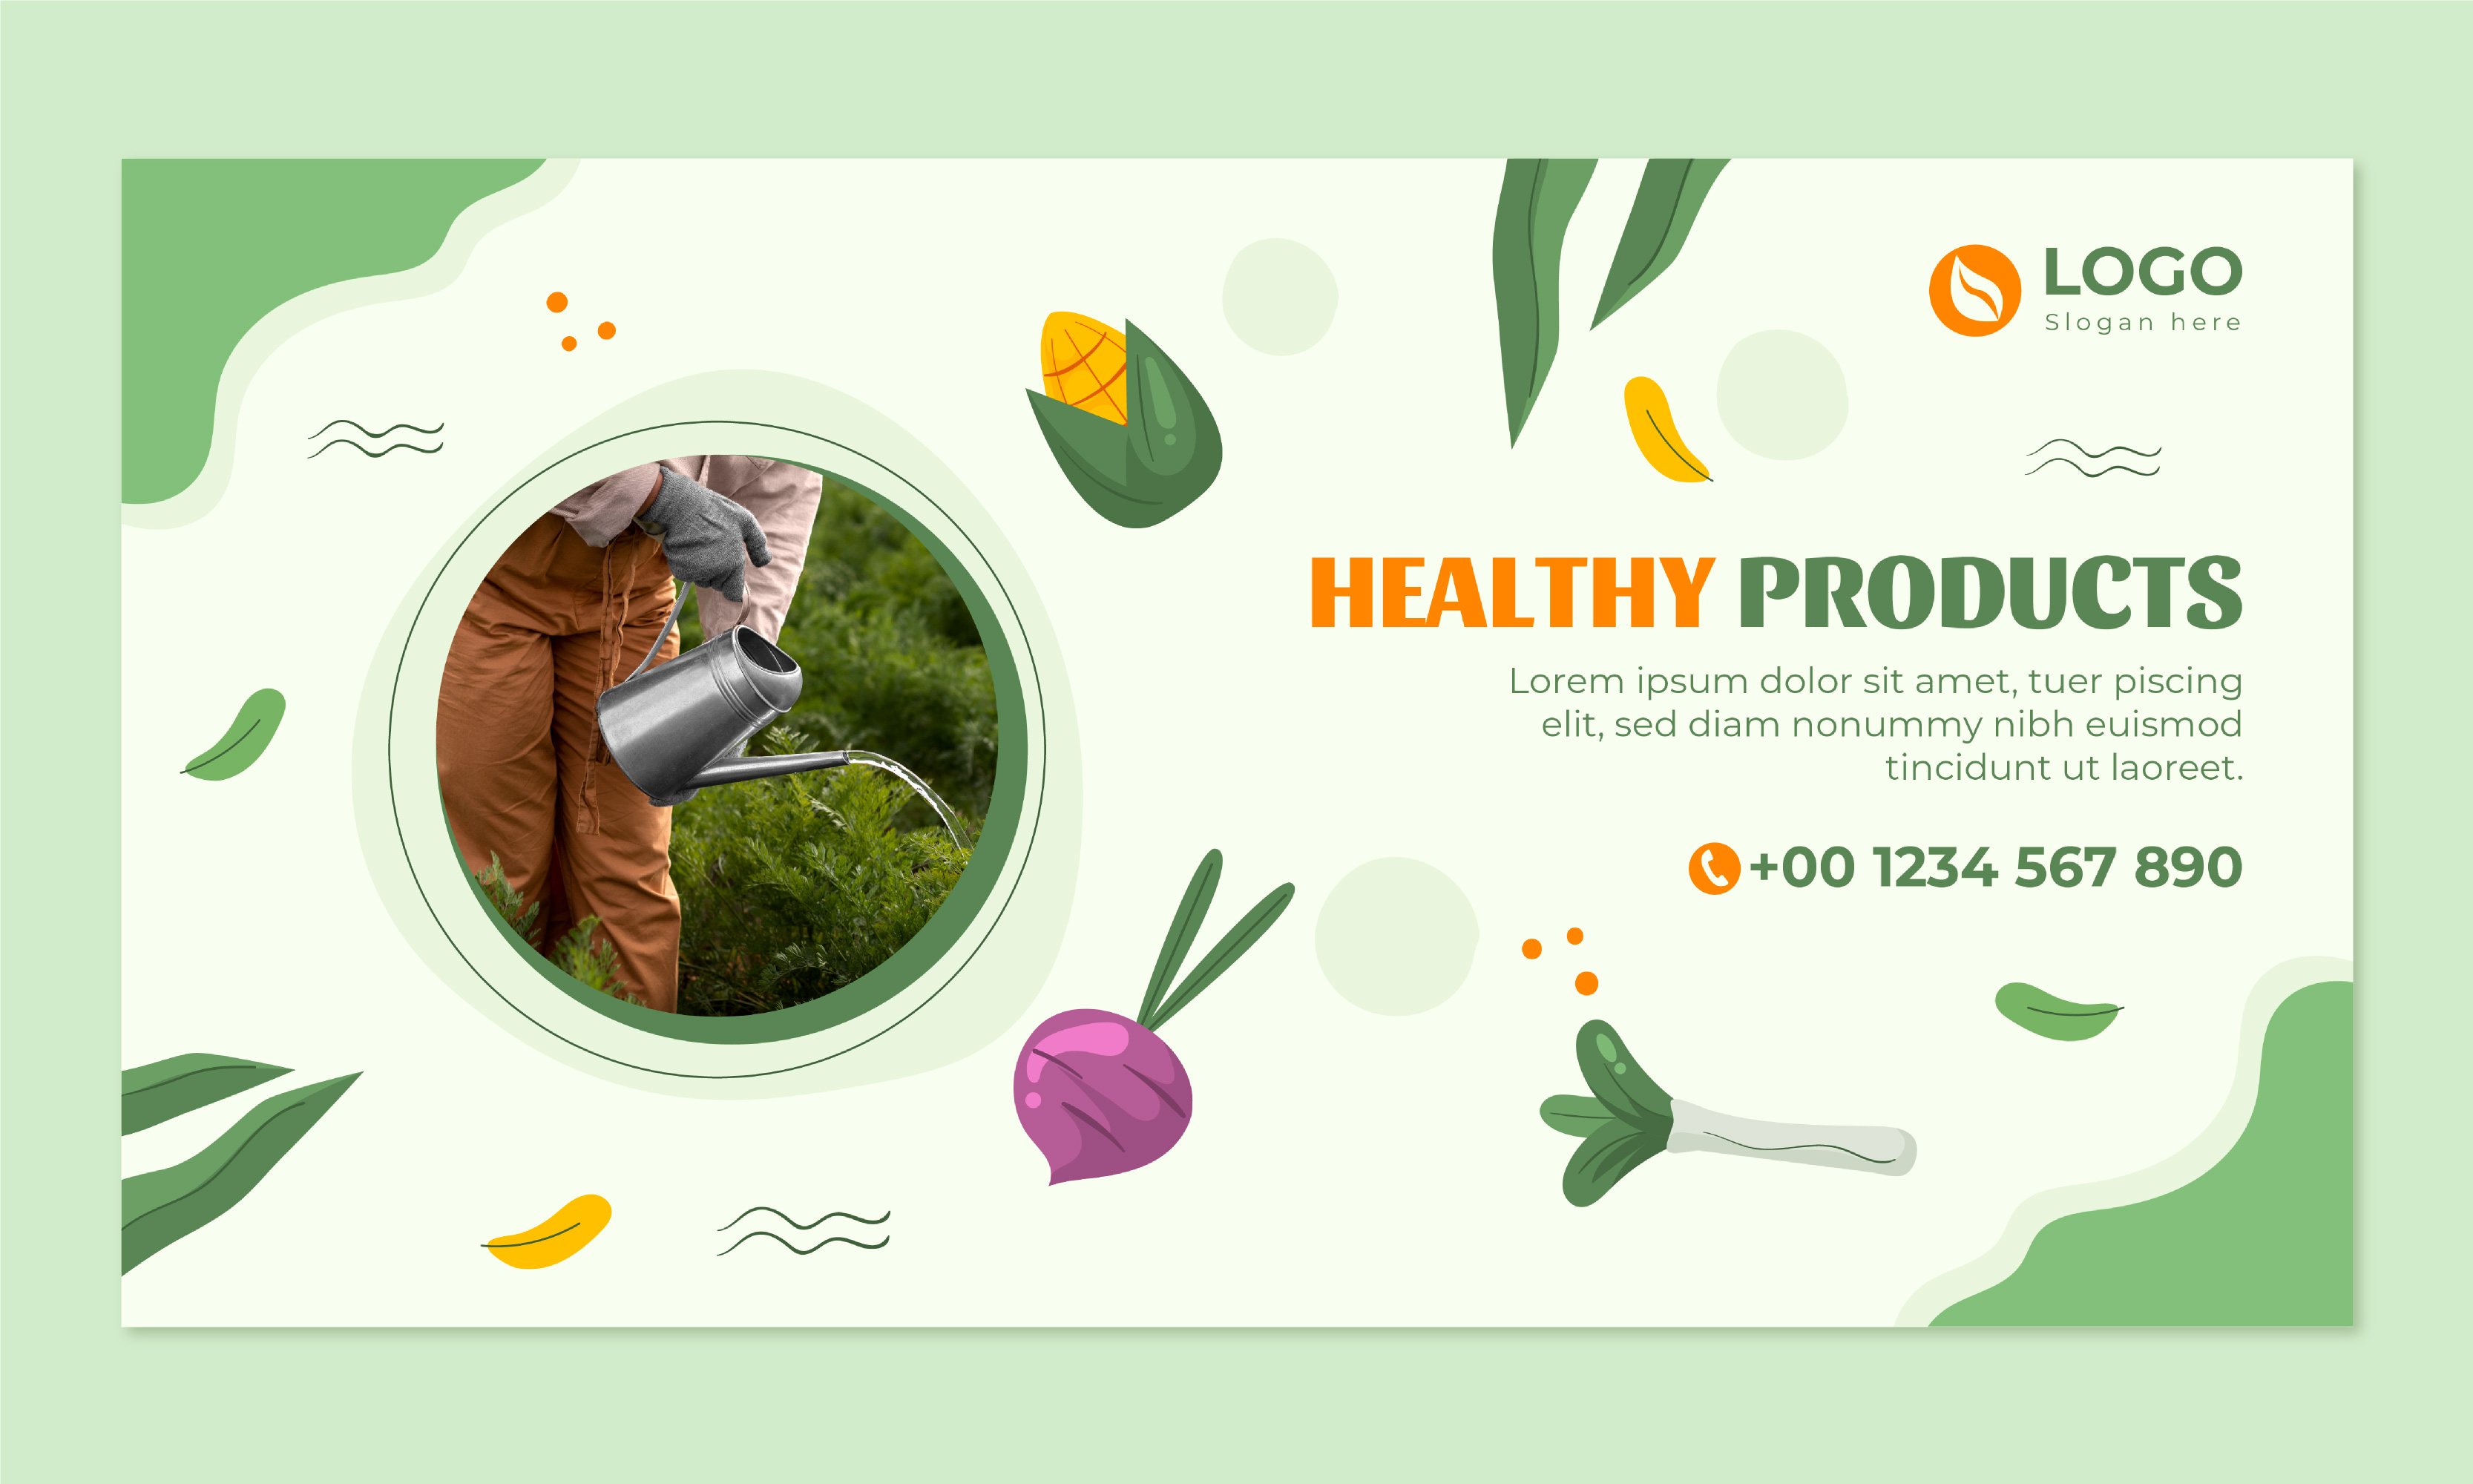 LOGO
Slogan here
HEALTHY PRODUCTS
Lorem ipsum dolor sit amet, tuer piscing
elit, sed diam nonummy nibh euismod
tincidunt ut laoreet.
+00 1234 567 890